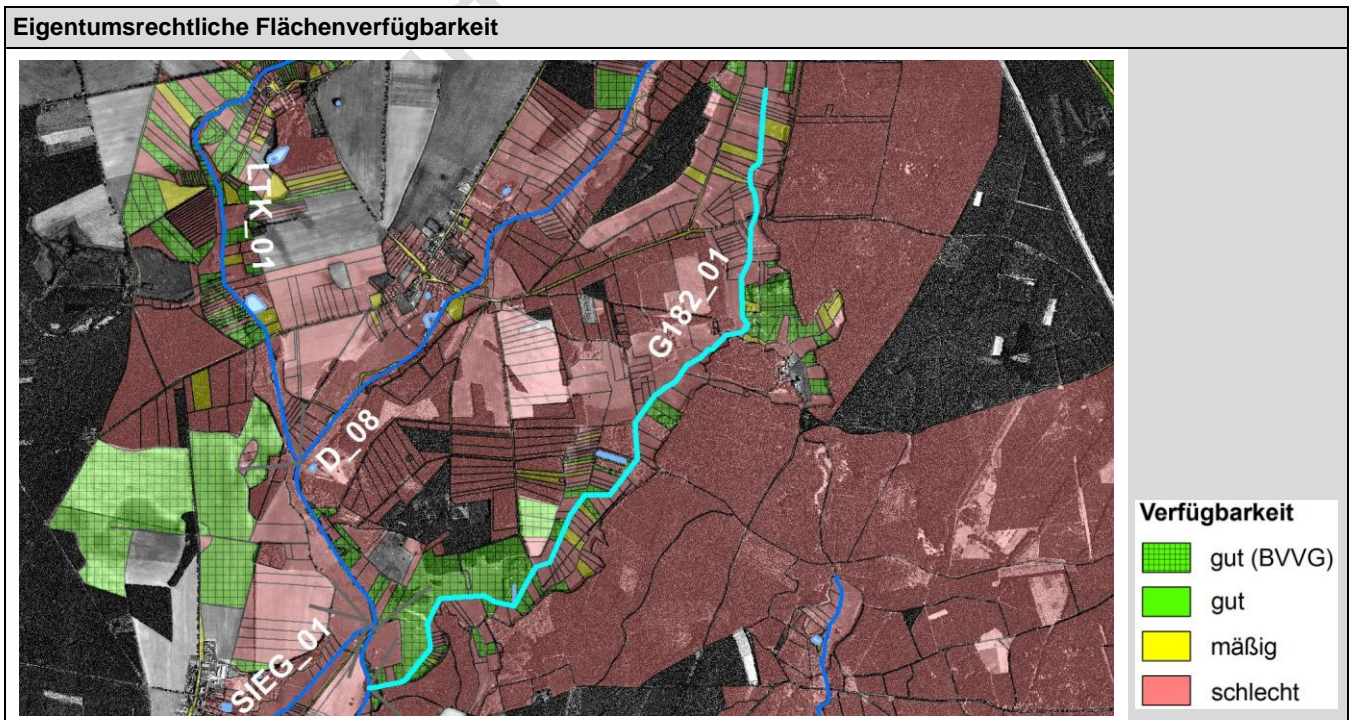 Eigentumsrechtliche Flächenverfügbarkeit
LTK_01
G182_01
D_08
SIEG_01
Verfügbarkeit
gut (BVVG)
gut
mäßig
schlecht